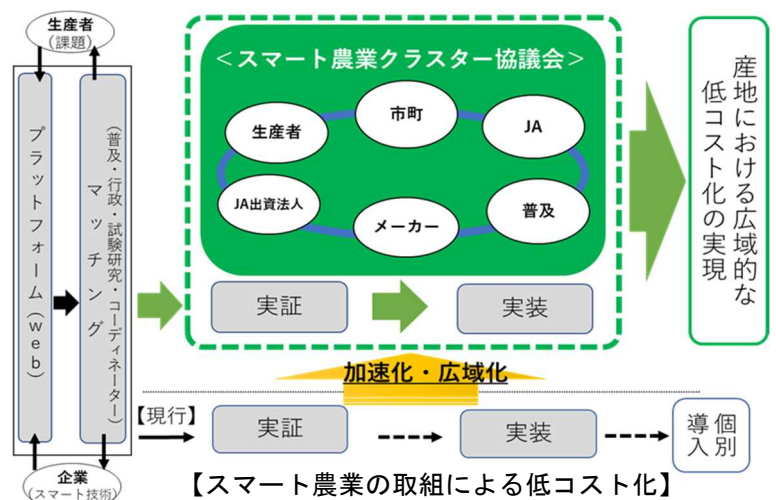 生産者
(課題)
プラットフォーム(web)
マッチング
(普及・行政・試験研究・コーディネーター)
企業
(スマート技術)
<スマート農業クラスター協議会>
市町
生産者
JA
JA出資法人
メーカー
普及
実証
実装
産地における広域的な
低コスト化の実現
加速化・広域化
【現行】
実証
実装
個別
導入
【スマート農業の取組による低コスト化】